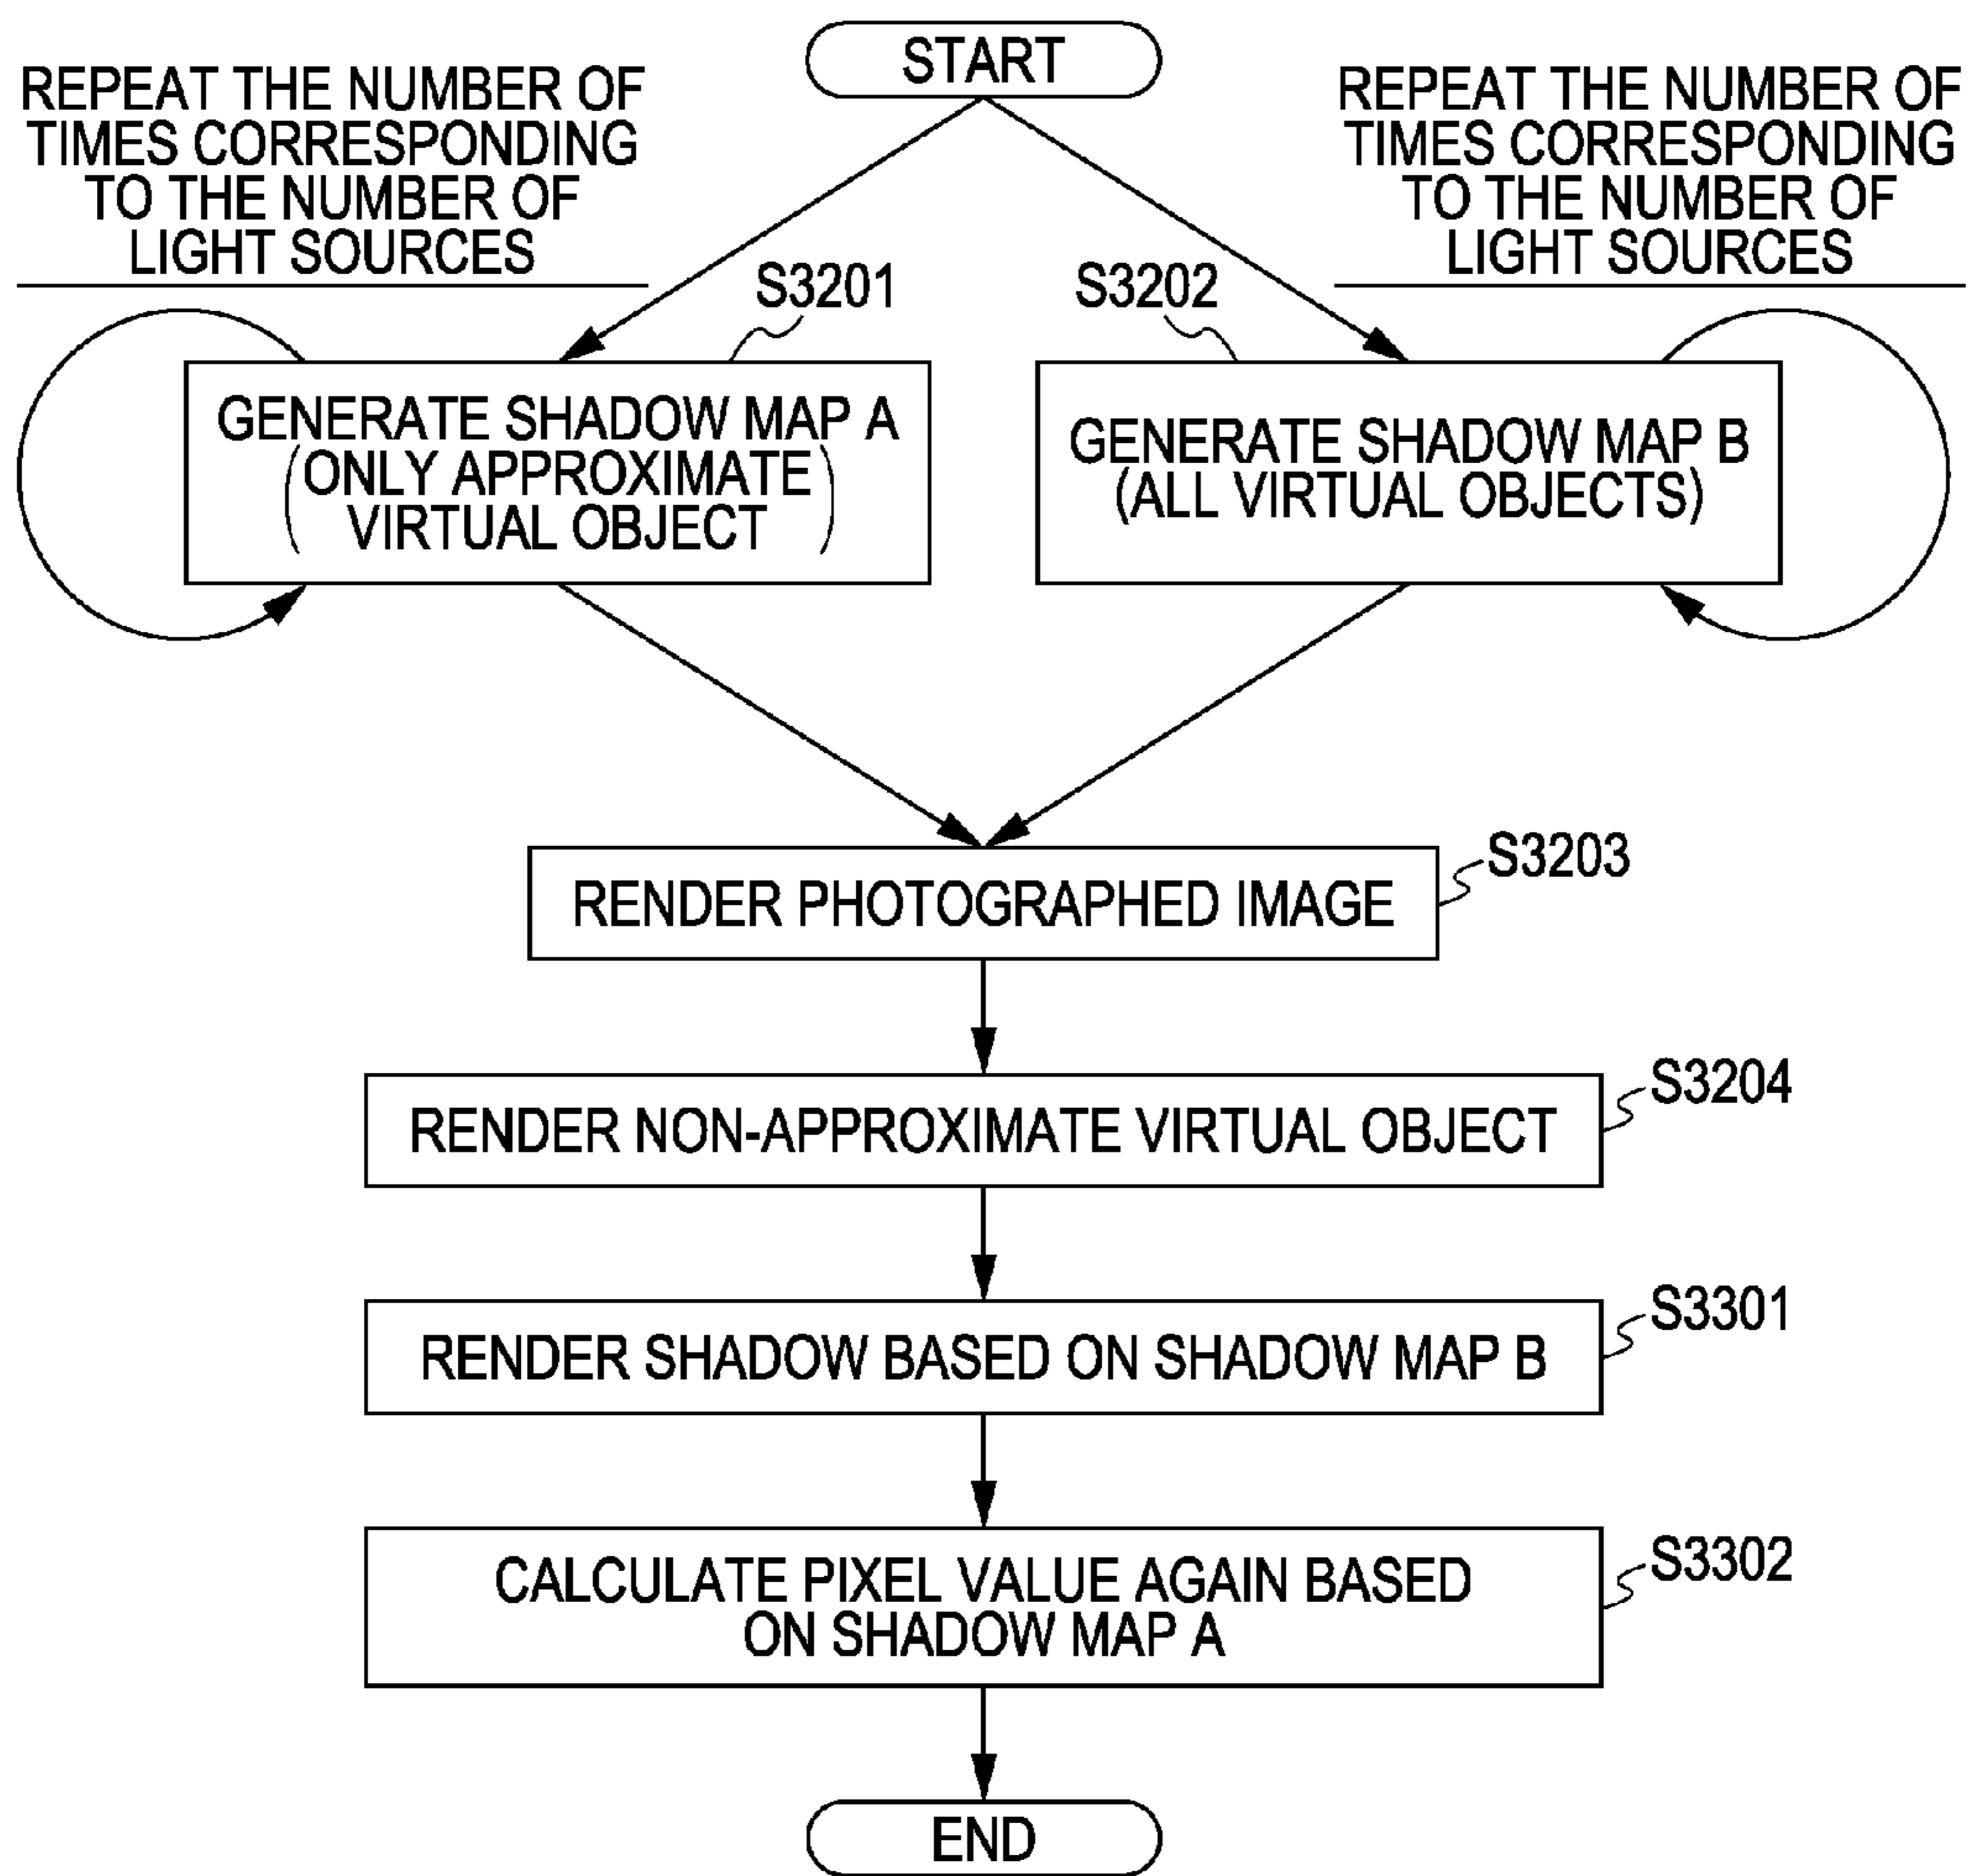 START
REPEAT THE NUMBER OF
TIMES CORRESPONDING
TO THE NUMBER OF
LIGHT SOURCES
REPEAT THE NUMBER OF
TIMES CORRESPONDING
TO THE NUMBER OF
LIGHT SOURCES
S3201
S3202
GENERATE SHADOW MAP A
(ONLY APPROXIMATE
VIRTUAL OBJECT)
GENERATE SHADOW MAP B
(ALL VIRTUAL OBJECTS)
S3203
RENDER PHOTOGRAPHED IMAGE
S3204
RENDER NON-APPROXIMATE VIRTUAL OBJECT
S3301
RENDER SHADOW BASED ON SHADOW MAP B
S3302
CALCULATE PIXEL VALUE AGAIN BASED
ON SHADOW MAP A
END